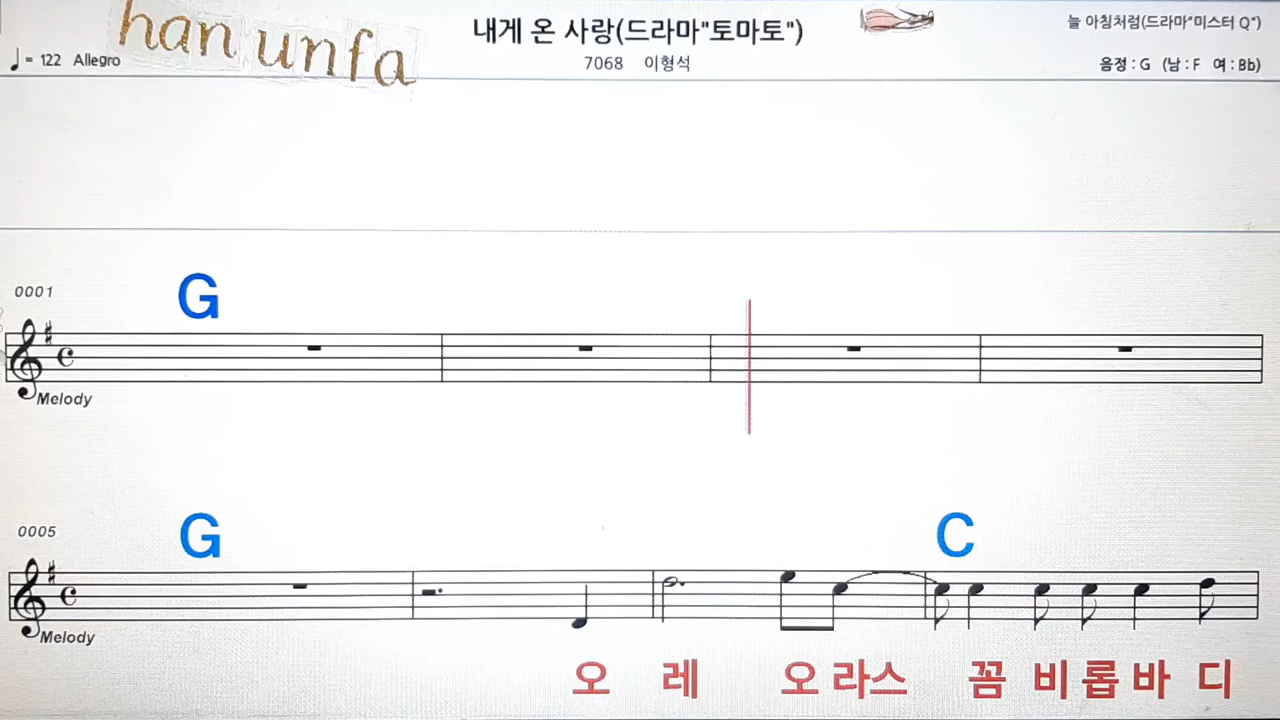 han unfa
내게 온 사랑(드라마"토마토")
늘 아침처럼(드라마"미스터 Q")
♩= 122 Allegro
7068 이형석
음정 : G (남 : F 여 : Bb)
0001
G
Melody
0005
G C
Melody
오 레 오 라스 꼼 비 롭 바 디